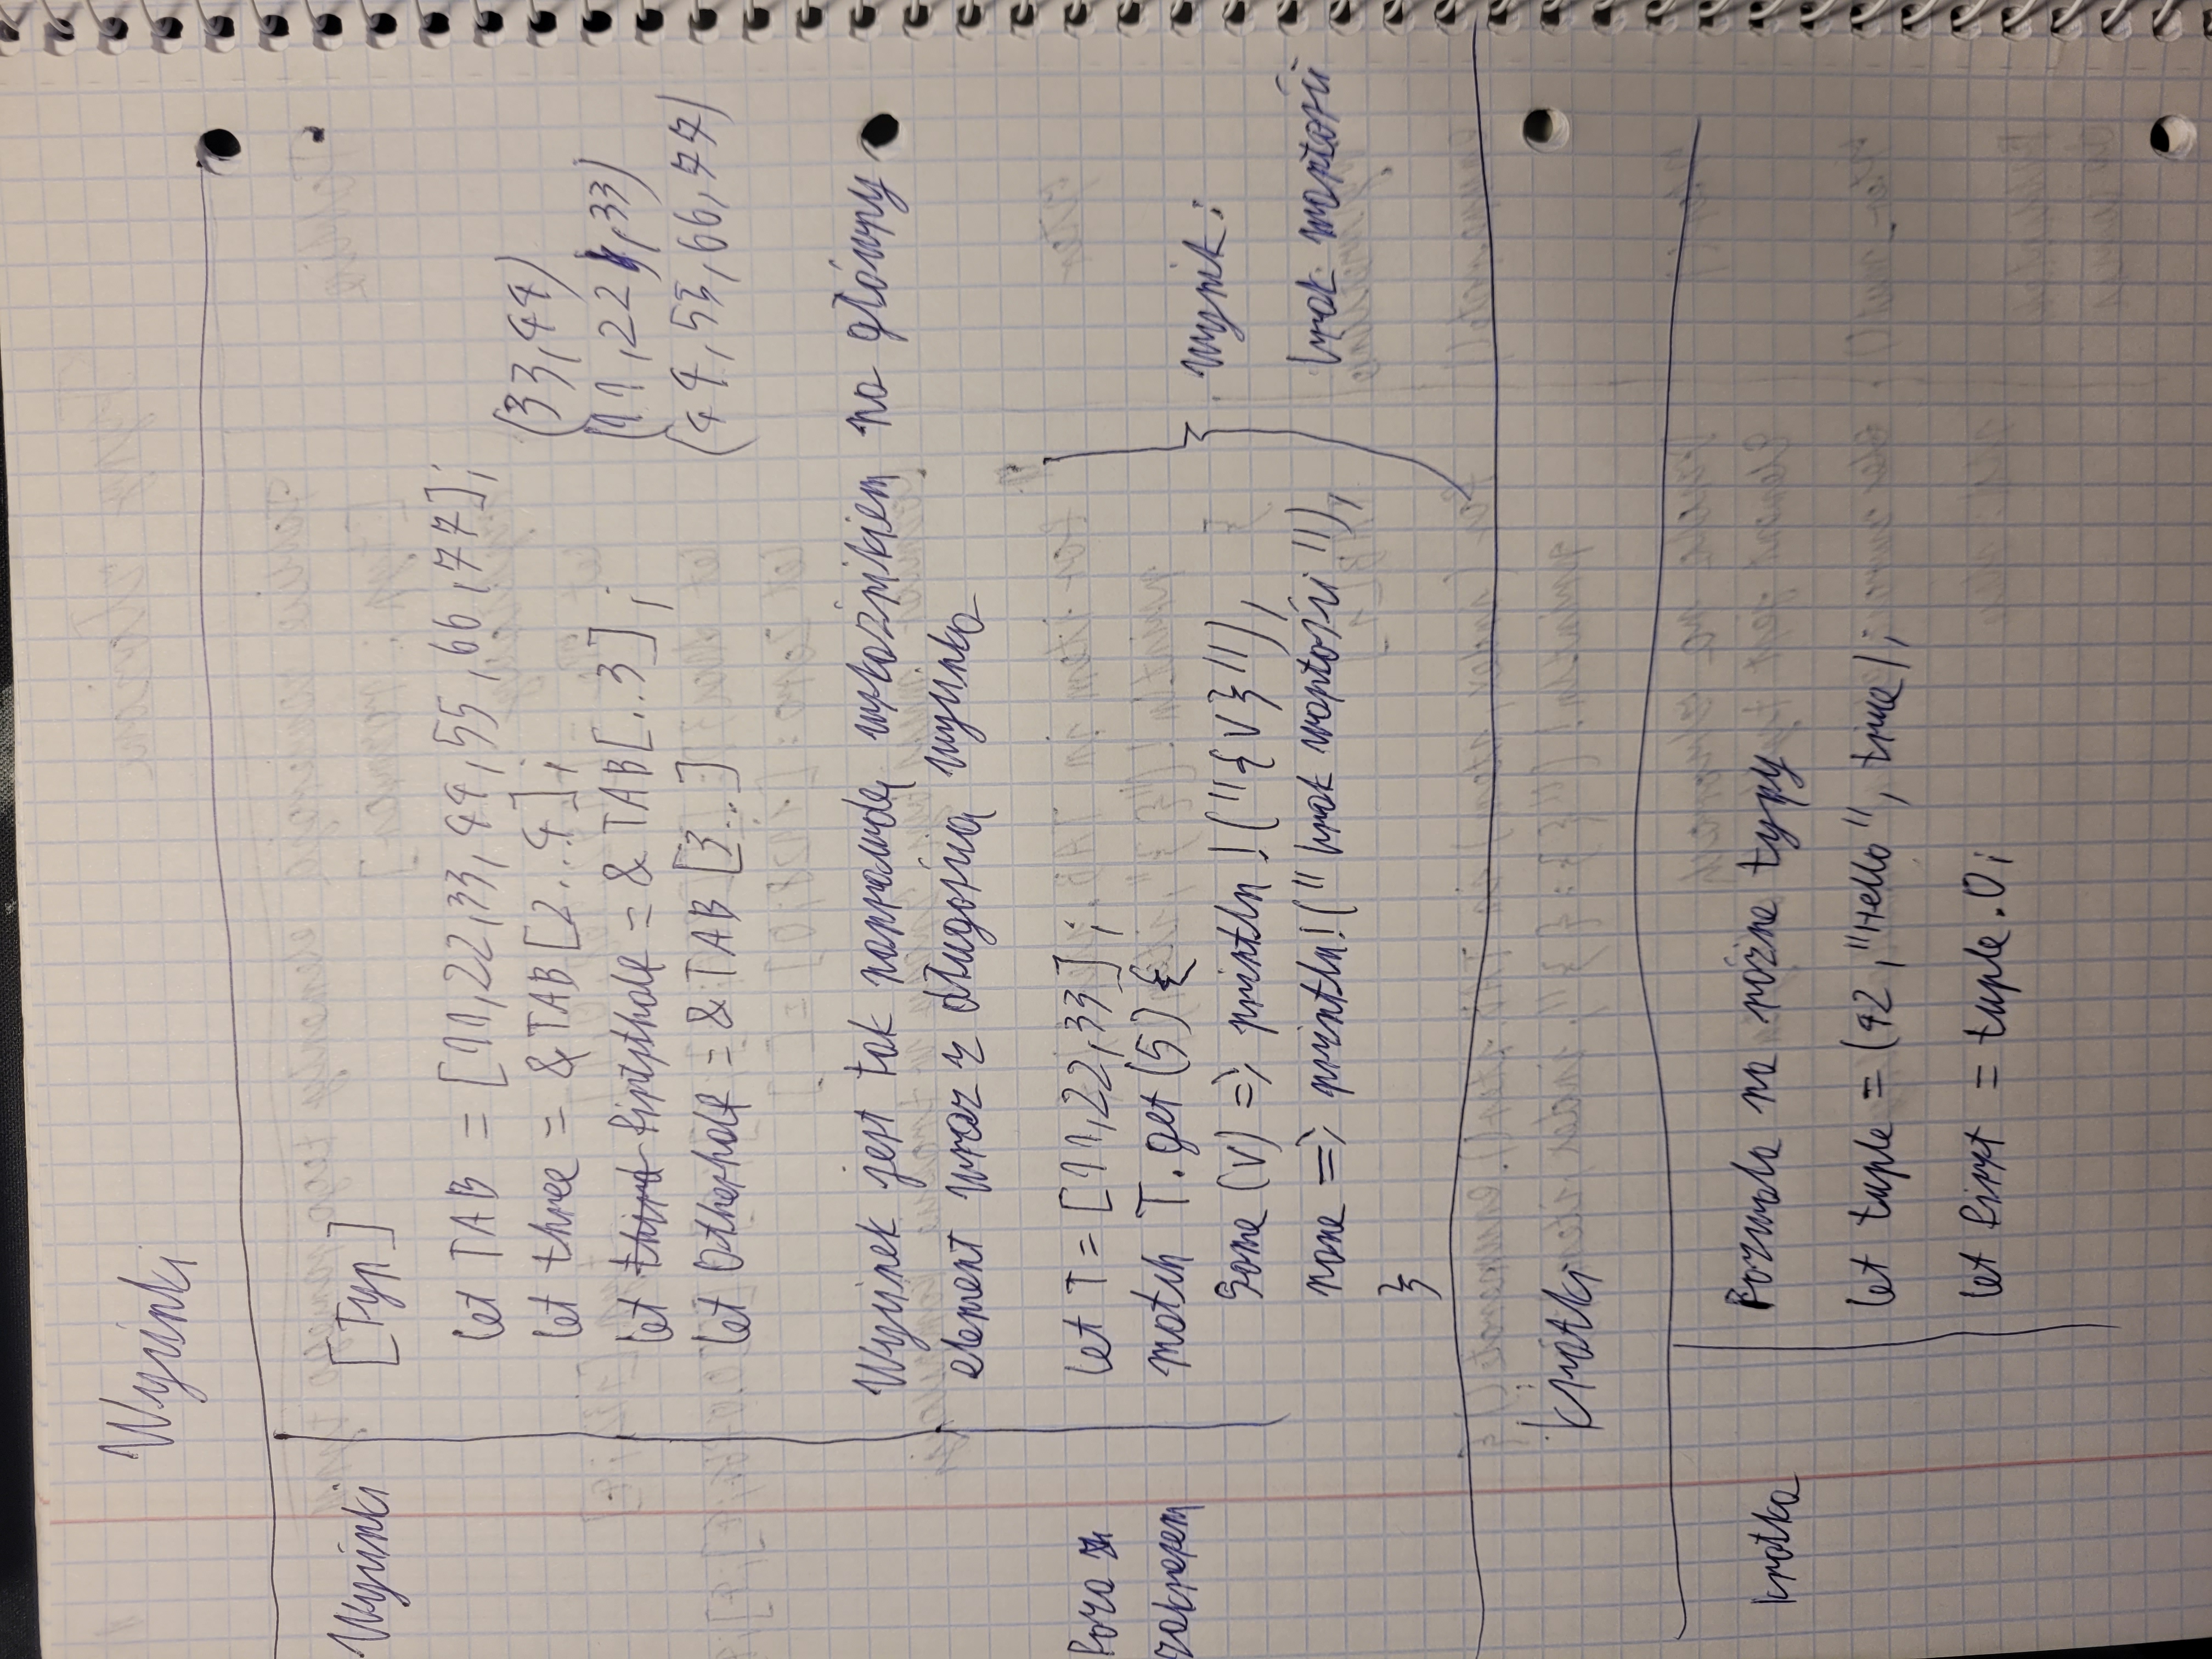 Wycinki
Wycinki
[Typ]
let TAB = [11,22,33,44,55,66,77];
let three = &TAB[2..4]; (33,44)
let third firtsthalf = &TAB[..3]; (11,22,33)
let Otherhalf = &TAB[3..] (44,55,66,77)
Wycinek jest tak naprawdę wskaźnikiem na główny
element wraz z długością wycinka
Poza
zakresem
let T = [11,22,33];
match T.get(5) {
Some (v) => println!("{v}"),
none => println!("brak wartości"),
}
wynik:
brak wartości
Krotki
krotka
Pozwala na różne typy
let tuple = (42,"Hello", true);
let first = tuple.0;